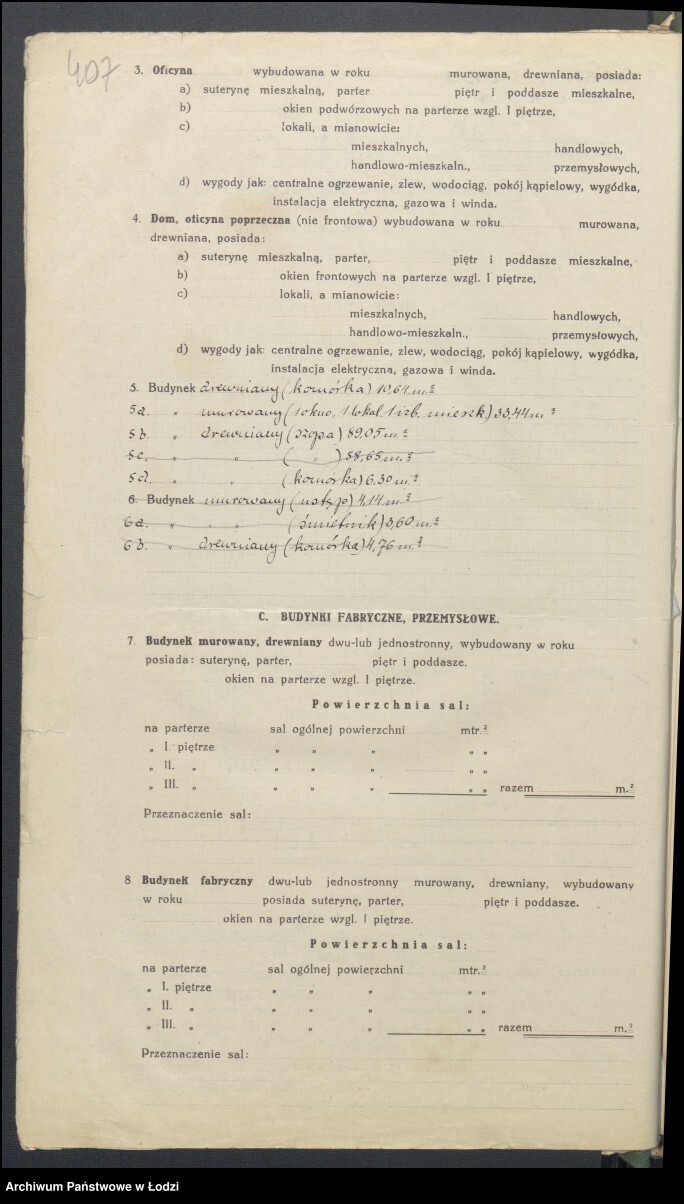 407
3. Oficyna wybudowana w roku murowana, drewniana, posiada:
a) suterynę mieszkalną, parter piętr i poddasze mieszkalne,
b) okien podwórzowych na parterze wzgl. I piętrze,
c) lokali, a mianowicie:
mieszkalnych, handlowych,
handlowo-mieszkaln., przemysłowych,
d) wygody jak: centralne ogrzewanie, zlew, wodociąg, pokój kąpielowy, wygódka,
instalacja elektryczna, gazowa i winda.
4. Dom, oficyna poprzeczna (nie frontowa) wybudowana w roku murowana,
drewniana, posiada:
a) suterynę mieszkalną, parter, piętr i poddasze mieszkalne,
b) okien frontowych na parterze wzgl. I piętrze,
c) lokali, a mianowicie:
mieszkalnych, handlowych,
handlowo-mieszkaln., przemysłowych,
d) wygody jak: centralne ogrzewanie, zlew, wodociąg, pokój kąpielowy, wygódka,
instalacja elektryczna, gazowa i winda.
5. Budynek drewniany (komórka) 10,64 m²
5a. " murowany (1 okno, 1 lokal 1 izb. mieszk) 33,44 m²
5b. " drewniany (szopa) 89,05 m²
5c. " " ( " ) 58,65 m²
5d. " " (komórka) 6,30 m²
6. Budynek murowany (ustęp) 4,14 m²
6a. " " (śmietnik) 3,60 m²
6b. " drewniany (komórka) 4,76 m²
C. BUDYNKI FABRYCZNE, PRZEMYSŁOWE.
7. Budynek murowany, drewniany dwu-lub jednostronny, wybudowany w roku
posiada: suterynę, parter, piętr i poddasze.
okien na parterze wzgl. I piętrze.
Powierzchnia sal:
na parterze sal ogólnej powierzchni mtr.²
" I. piętrze " " " " "
" II. " " " " " "
" III. " " " " " " razem m.²
Przeznaczenie sal:
8 Budynek fabryczny dwu-lub jednostronny murowany, drewniany, wybudowany
w roku posiada suterynę, parter, piętr i poddasze.
okien na parterze wzgl. I piętrze.
Powierzchnia sal:
na parterze sal ogólnej powierzchni mtr.²
" I. piętrze " " " " "
" II. " " " " " "
" III. " " " " " " razem m.²
Przeznaczenie sal:
Archiwum Państwowe w Łodzi